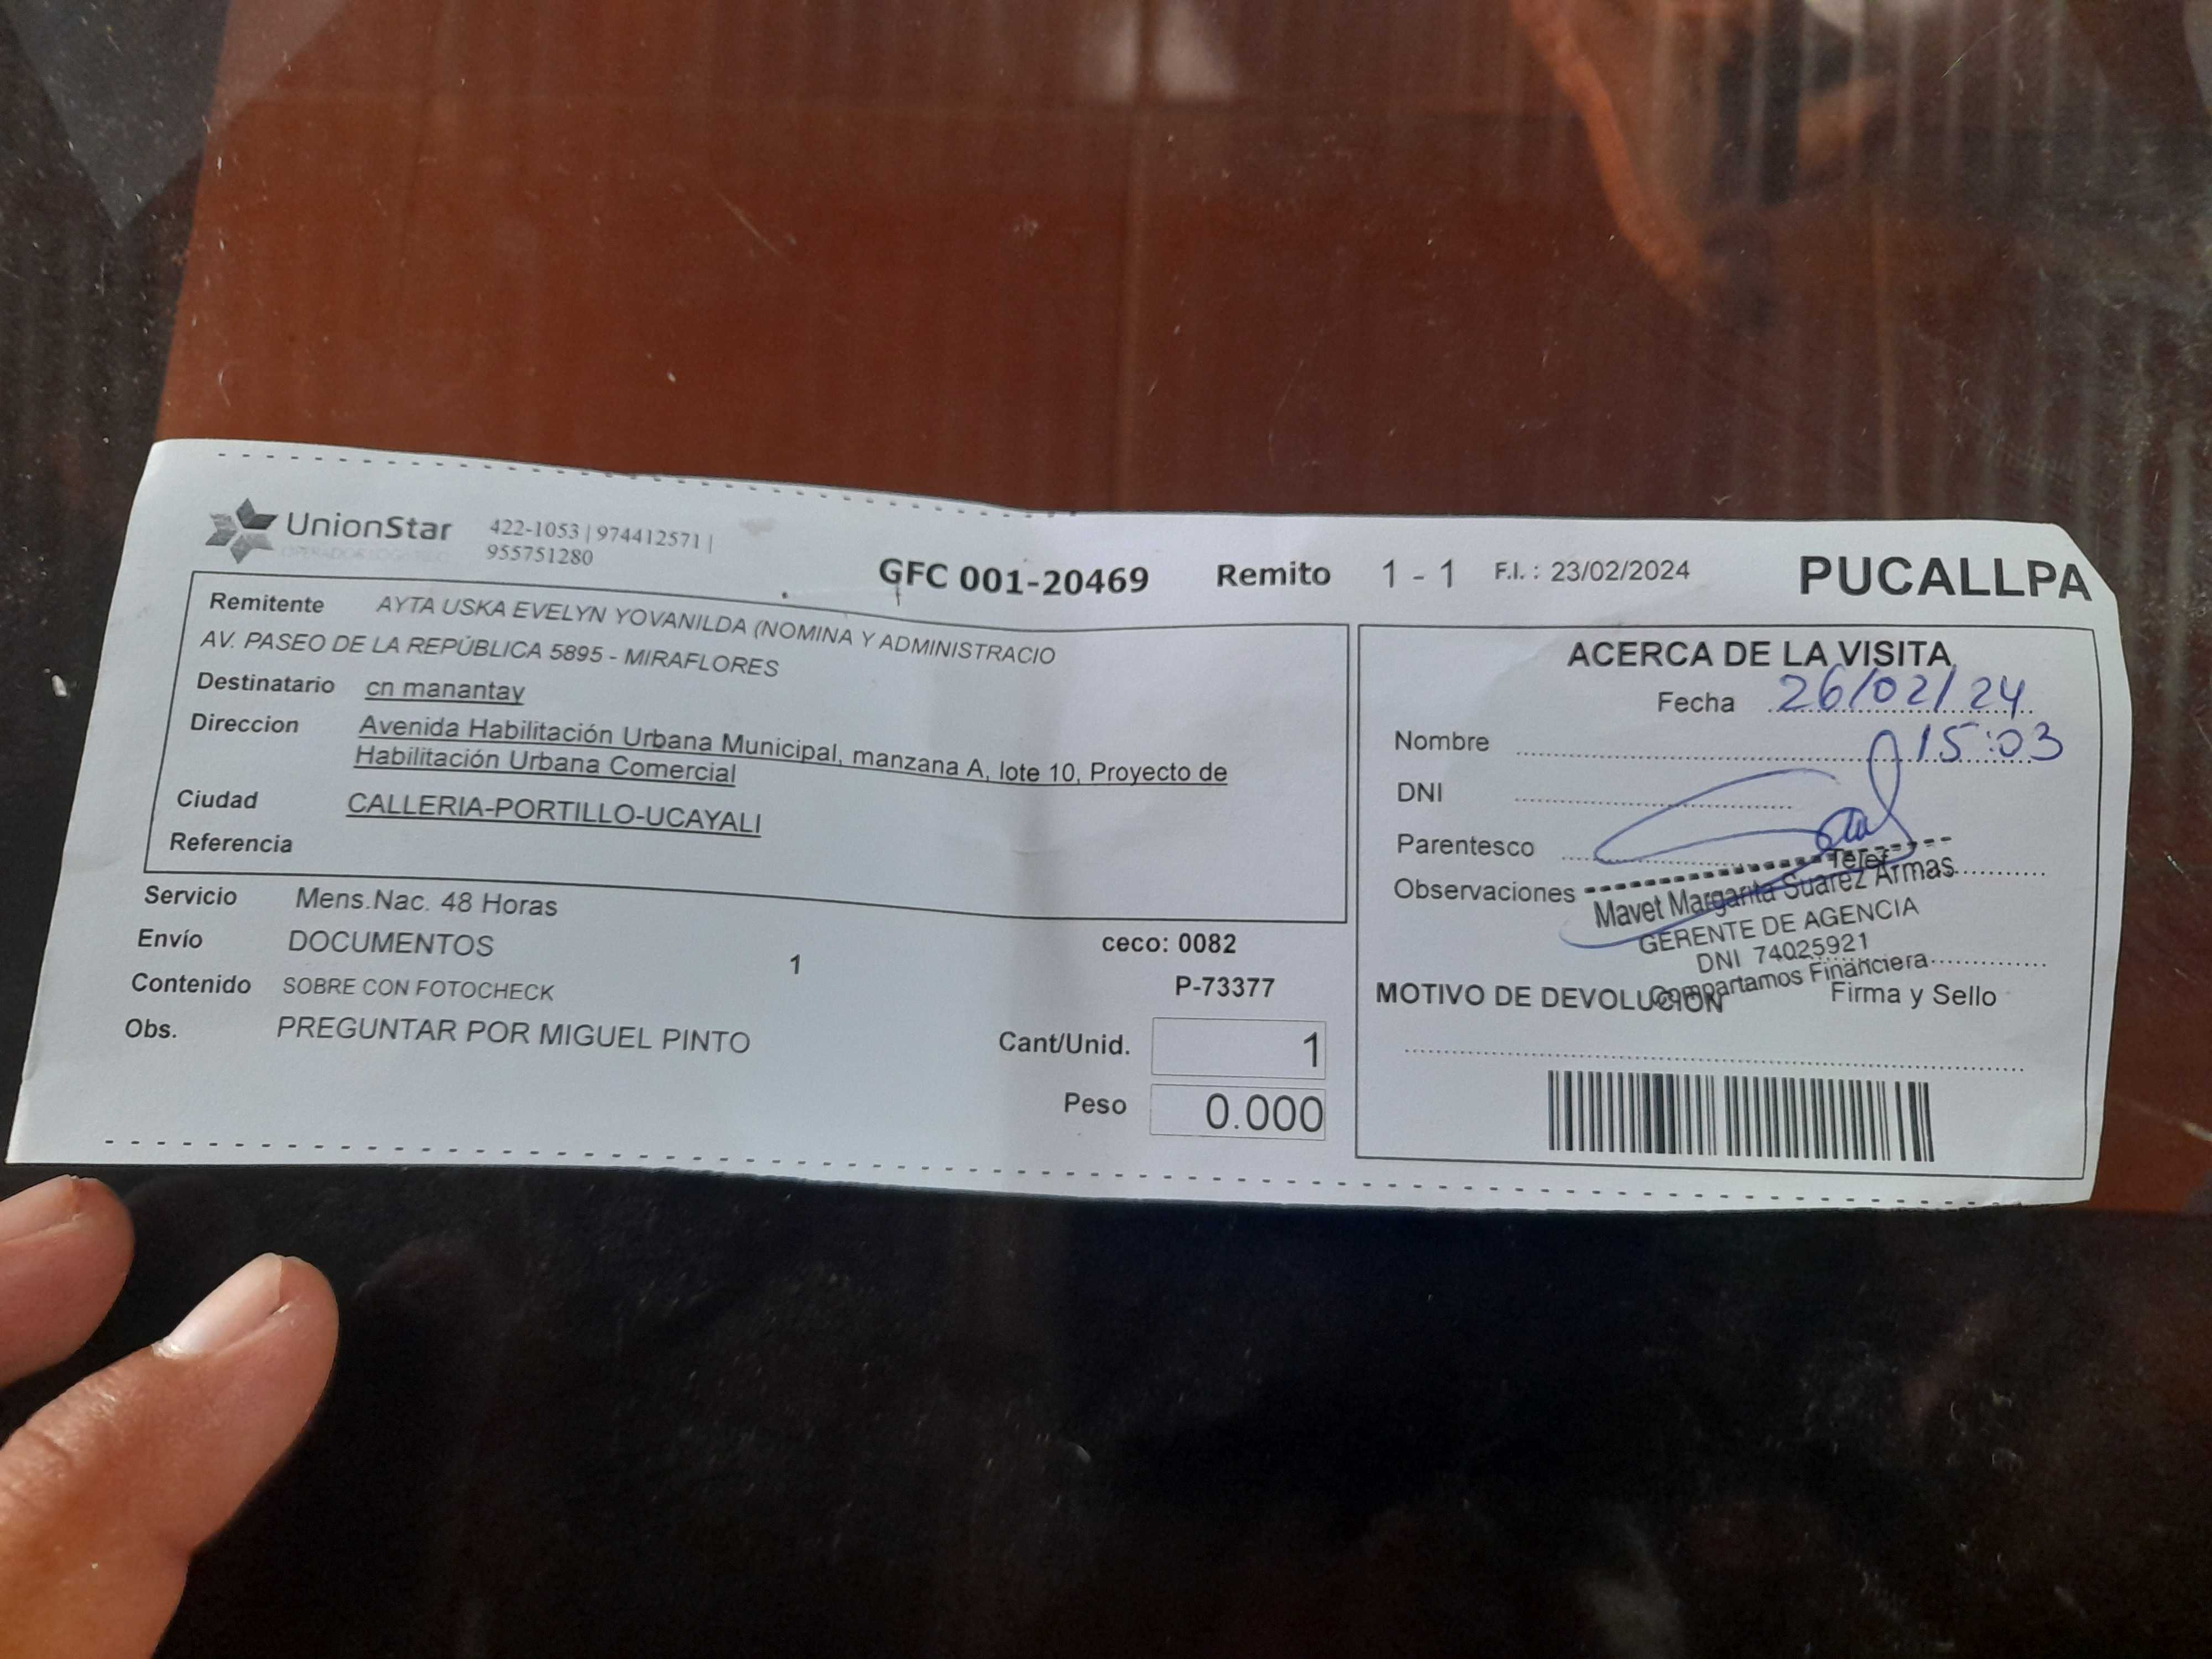 UnionStar
422-1053 | 974412571 |
955751280
GFC 001-20469 Remito 1 - 1 F.I. : 23/02/2024 PUCALLPA
Remitente AYTA USKA EVELYN YOVANILDA (NOMINA Y ADMINISTRACIO
AV. PASEO DE LA REPÚBLICA 5895 - MIRAFLORES
Destinatario cn manantay
Direccion Avenida Habilitación Urbana Municipal, manzana A, lote 10, Proyecto de
Habilitación Urbana Comercial
Ciudad CALLERIA-PORTILLO-UCAYALI
Referencia
Servicio Mens.Nac. 48 Horas
Envío DOCUMENTOS 1 ceco: 0082
Contenido SOBRE CON FOTOCHECK P-73377
Obs. PREGUNTAR POR MIGUEL PINTO
Cant/Unid. 1
Peso 0.000
ACERCA DE LA VISITA
Fecha 26/02/24
Nombre 15:03
DNI
Parentesco
Telef
Observaciones
Mavet Margarita Suarez Armas
GERENTE DE AGENCIA
DNI 74025921
Compartamos Financiera
MOTIVO DE DEVOLUCIÓN Firma y Sello